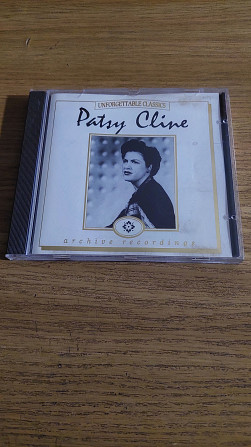 UNFORGETTABLE CLASSICS
Patsy Cline
archive recordings